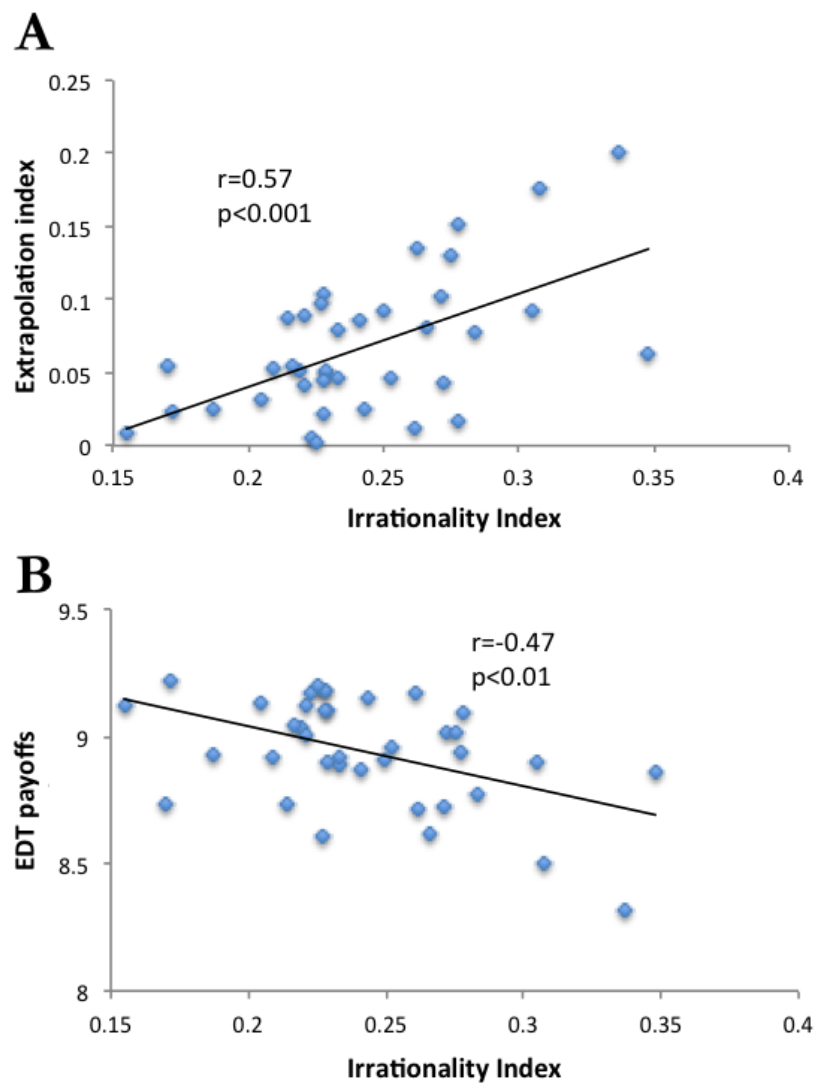 A
0.25
0.2
0.15
0.1
0.05
0
Extrapolation index
r=0.57
p<0.001
0.15 0.2 0.25 0.3 0.35 0.4
Irrationality Index
B
9.5
9
8.5
8
EDT payoffs
r=-0.47
p<0.01
0.15 0.2 0.25 0.3 0.35 0.4
Irrationality Index